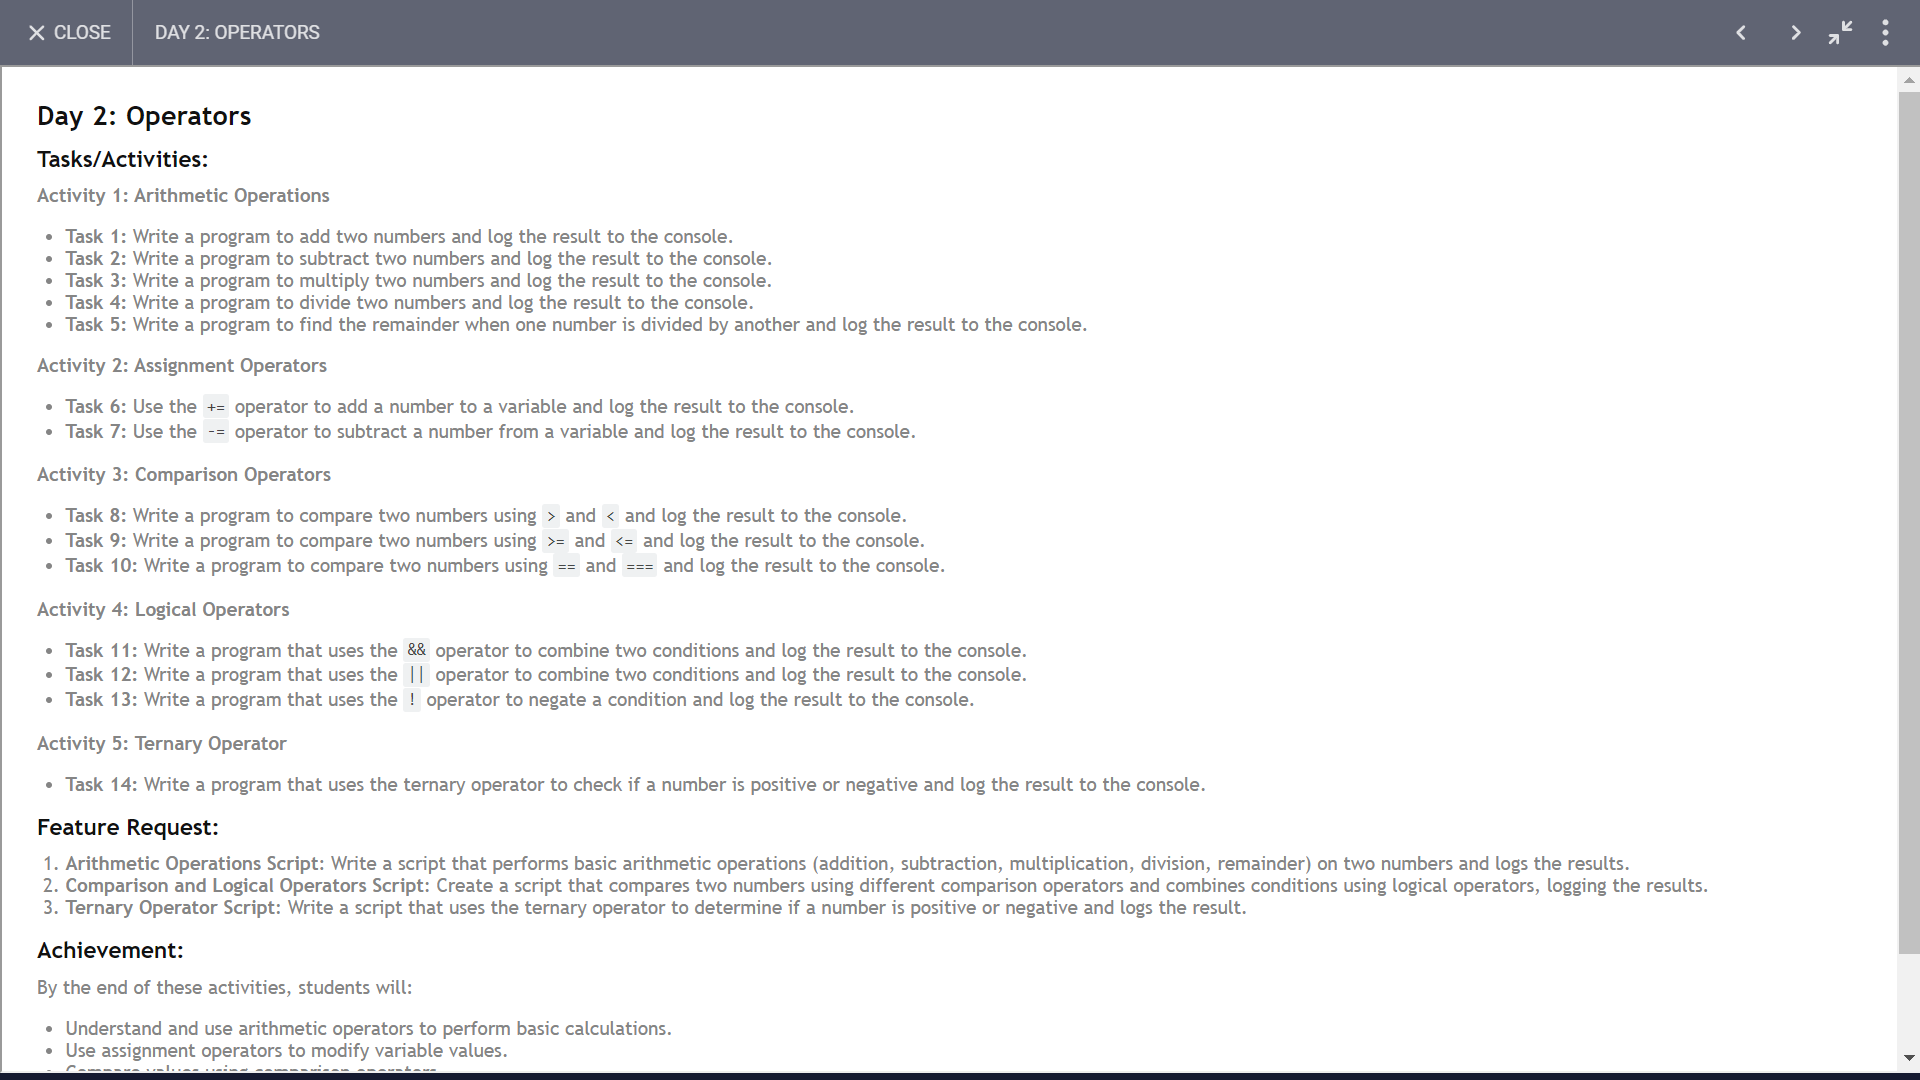 CLOSE
DAY 2: OPERATORS
Day 2: Operators
Tasks/Activities:
Activity 1: Arithmetic Operations
• Task 1: Write a program to add two numbers and log the result to the console.
• Task 2: Write a program to subtract two numbers and log the result to the console.
• Task 3: Write a program to multiply two numbers and log the result to the console.
• Task 4: Write a program to divide two numbers and log the result to the console.
• Task 5: Write a program to find the remainder when one number is divided by another and log the result to the console.
Activity 2: Assignment Operators
• Task 6: Use the += operator to add a number to a variable and log the result to the console.
• Task 7: Use the -= operator to subtract a number from a variable and log the result to the console.
Activity 3: Comparison Operators
• Task 8: Write a program to compare two numbers using > and < and log the result to the console.
• Task 9: Write a program to compare two numbers using >= and <= and log the result to the console.
• Task 10: Write a program to compare two numbers using == and === and log the result to the console.
Activity 4: Logical Operators
• Task 11: Write a program that uses the && operator to combine two conditions and log the result to the console.
• Task 12: Write a program that uses the || operator to combine two conditions and log the result to the console.
• Task 13: Write a program that uses the ! operator to negate a condition and log the result to the console.
Activity 5: Ternary Operator
• Task 14: Write a program that uses the ternary operator to check if a number is positive or negative and log the result to the console.
Feature Request:
1. Arithmetic Operations Script: Write a script that performs basic arithmetic operations (addition, subtraction, multiplication, division, remainder) on two numbers and logs the results.
2. Comparison and Logical Operators Script: Create a script that compares two numbers using different comparison operators and combines conditions using logical operators, logging the results.
3. Ternary Operator Script: Write a script that uses the ternary operator to determine if a number is positive or negative and logs the result.
Achievement:
By the end of these activities, students will:
• Understand and use arithmetic operators to perform basic calculations.
• Use assignment operators to modify variable values.
• Compare values using comparison operators